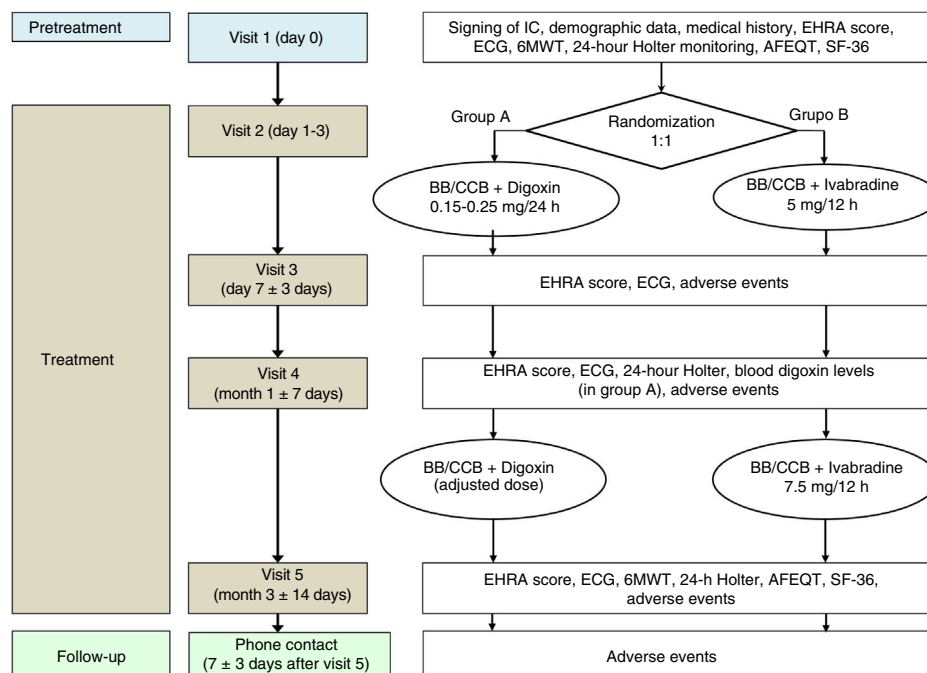 Pretreatment
Visit 1 (day 0)
Signing of IC, demographic data, medical history, EHRA score,
ECG, 6MWT, 24-hour Holter monitoring, AFEQT, SF-36
Visit 2 (day 1-3)
Group A
Randomization
1:1
Grupo B
BB/CCB + Digoxin
0.15-0.25 mg/24 h
BB/CCB + Ivabradine
5 mg/12 h
Visit 3
(day 7 ± 3 days)
EHRA score, ECG, adverse events
Treatment
Visit 4
(month 1 ± 7 days)
EHRA score, ECG, 24-hour Holter, blood digoxin levels
(in group A), adverse events
BB/CCB + Digoxin
(adjusted dose)
BB/CCB + Ivabradine
7.5 mg/12 h
Visit 5
(month 3 ± 14 days)
EHRA score, ECG, 6MWT, 24-h Holter, AFEQT, SF-36,
adverse events
Follow-up
Phone contact
(7 ± 3 days after visit 5)
Adverse events